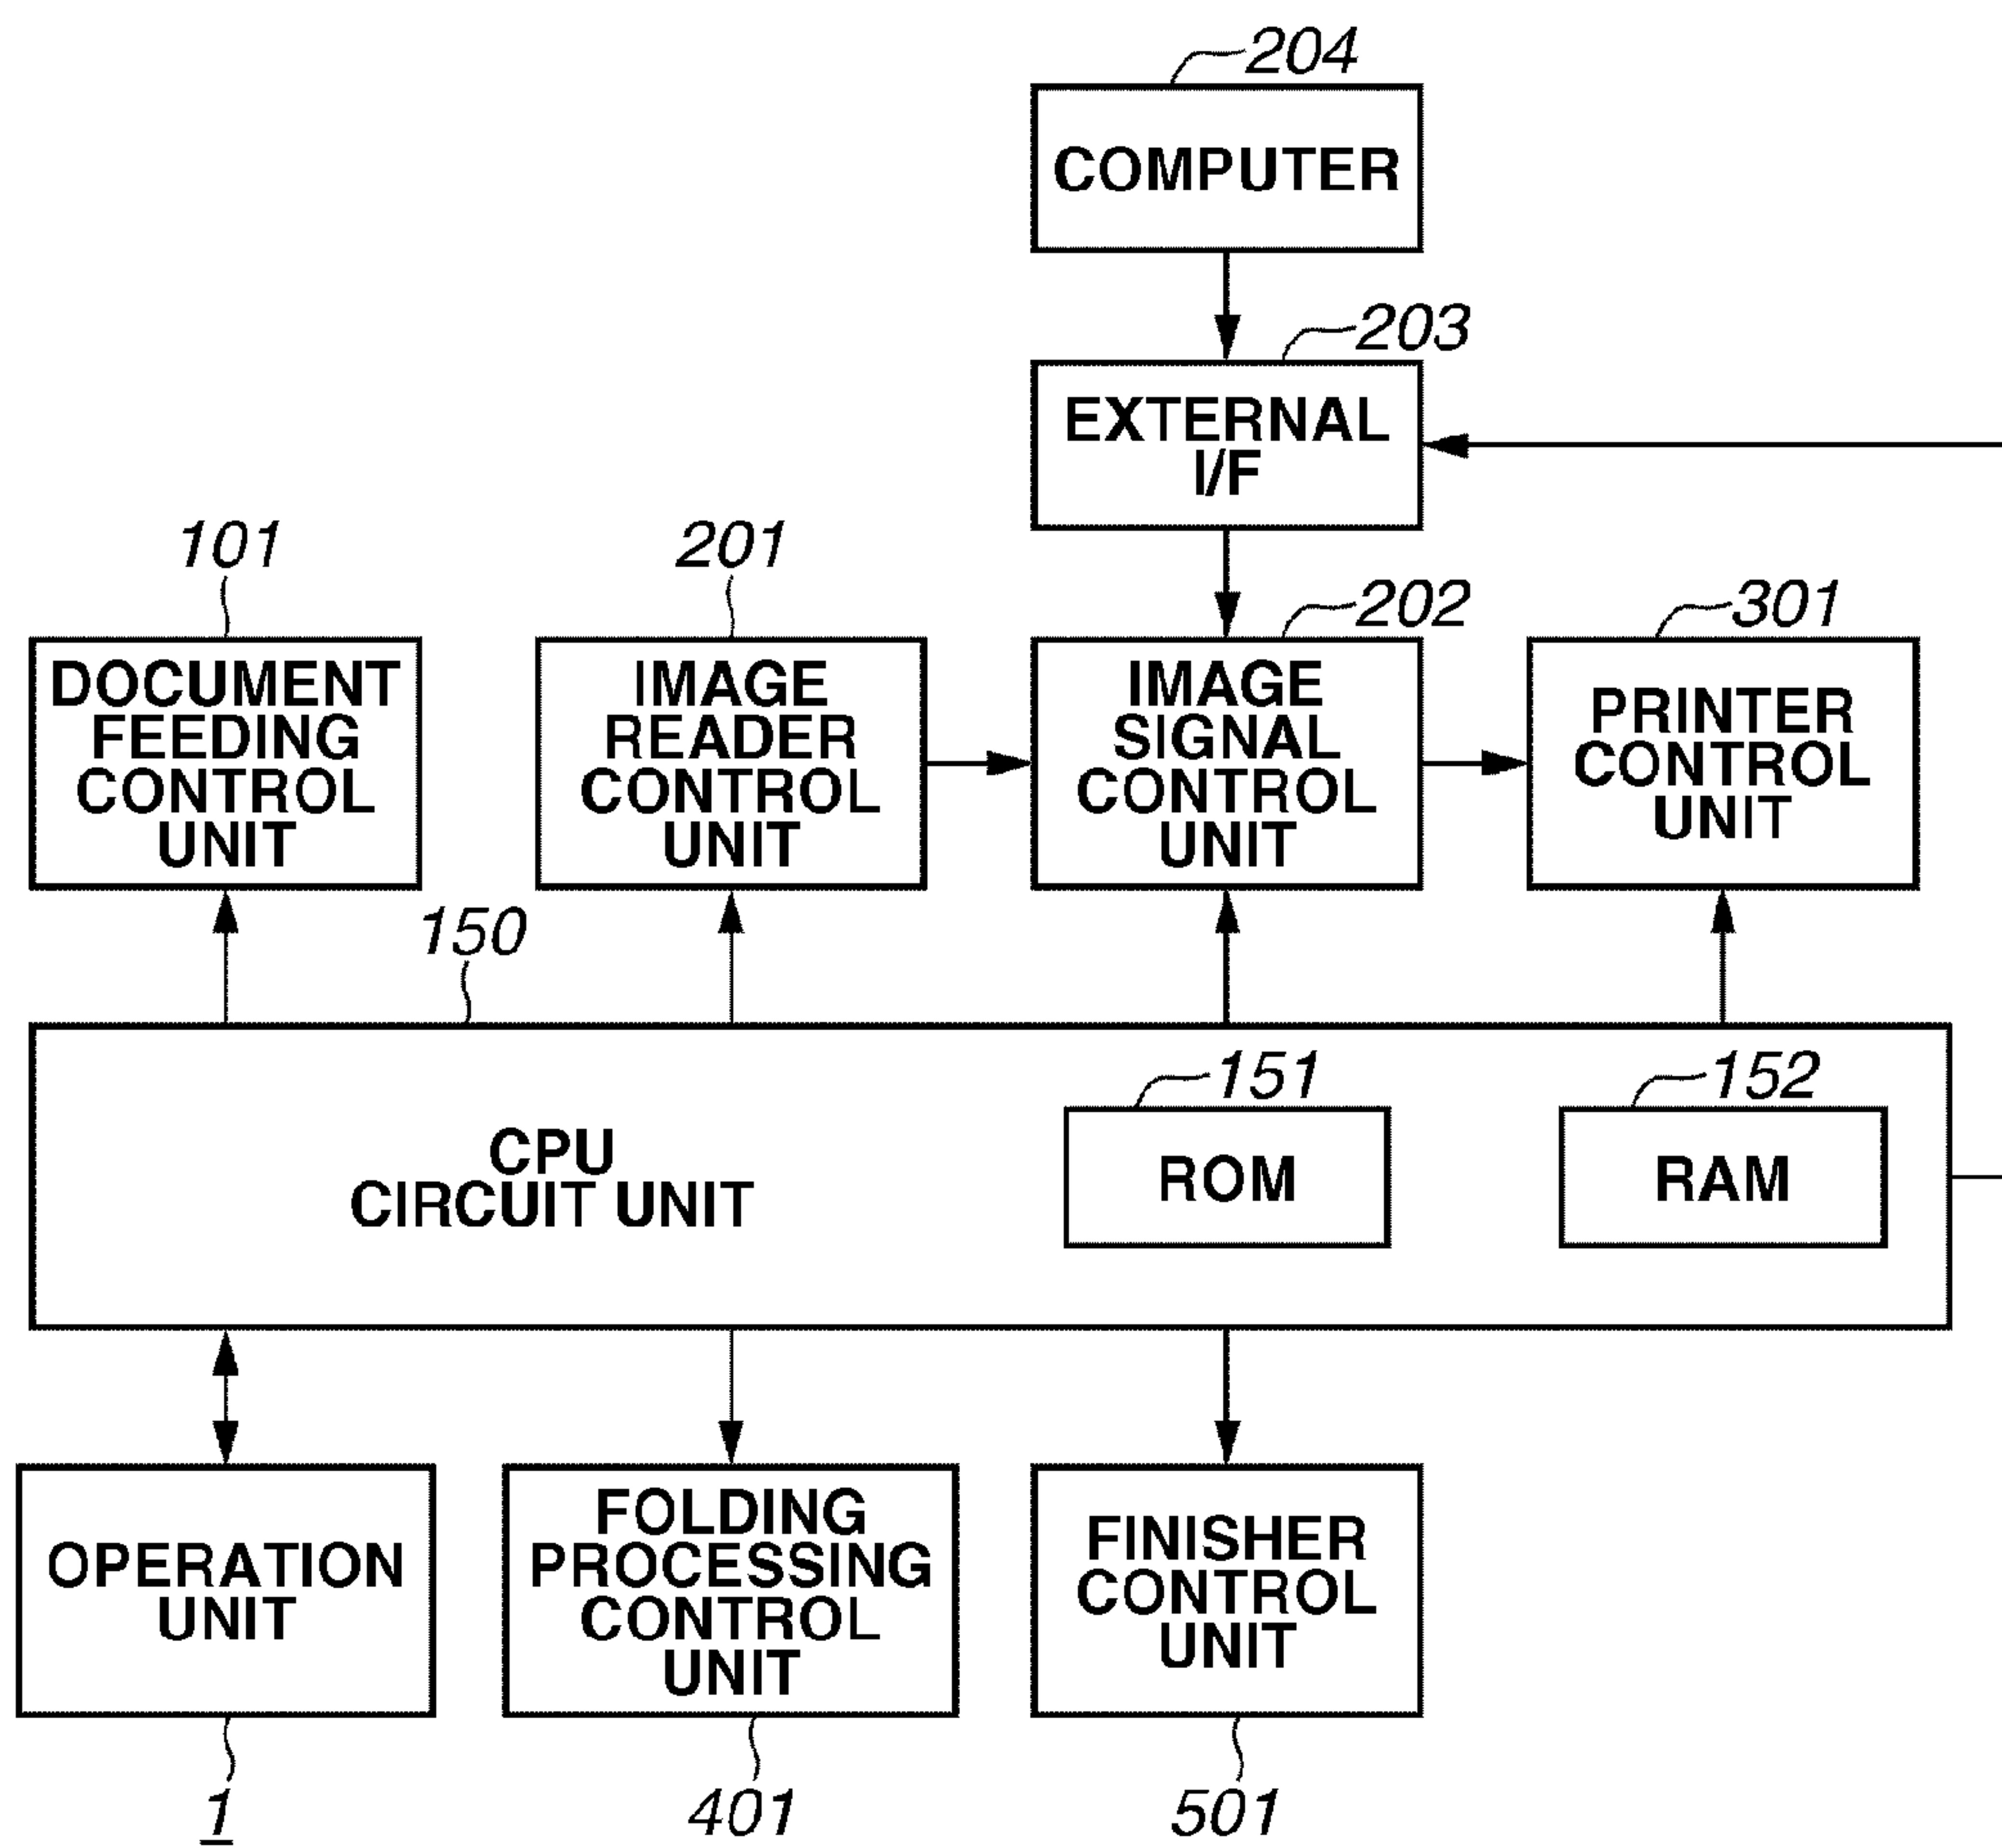 204
COMPUTER
203
EXTERNAL
I/F
101
201
202
301
DOCUMENT
FEEDING
CONTROL
UNIT
IMAGE
READER
CONTROL
UNIT
IMAGE
SIGNAL
CONTROL
UNIT
PRINTER
CONTROL
UNIT
150
CPU
CIRCUIT UNIT
151
ROM
152
RAM
OPERATION
UNIT
FOLDING
PROCESSING
CONTROL
UNIT
FINISHER
CONTROL
UNIT
1
401
501